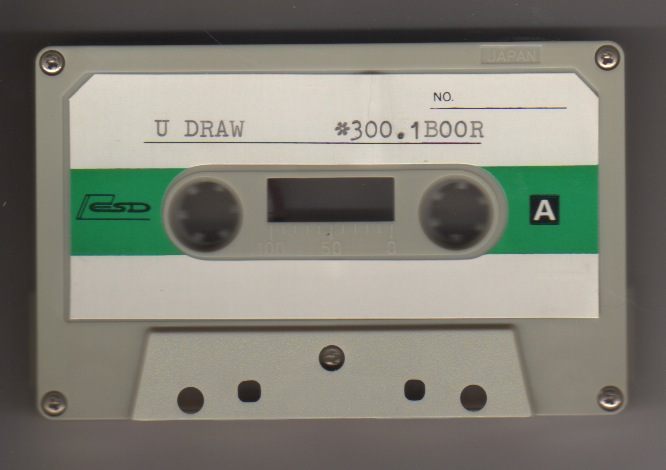 JAPAN
NO.
U DRAW *300.1BOOR
ESD
A
100 50 0